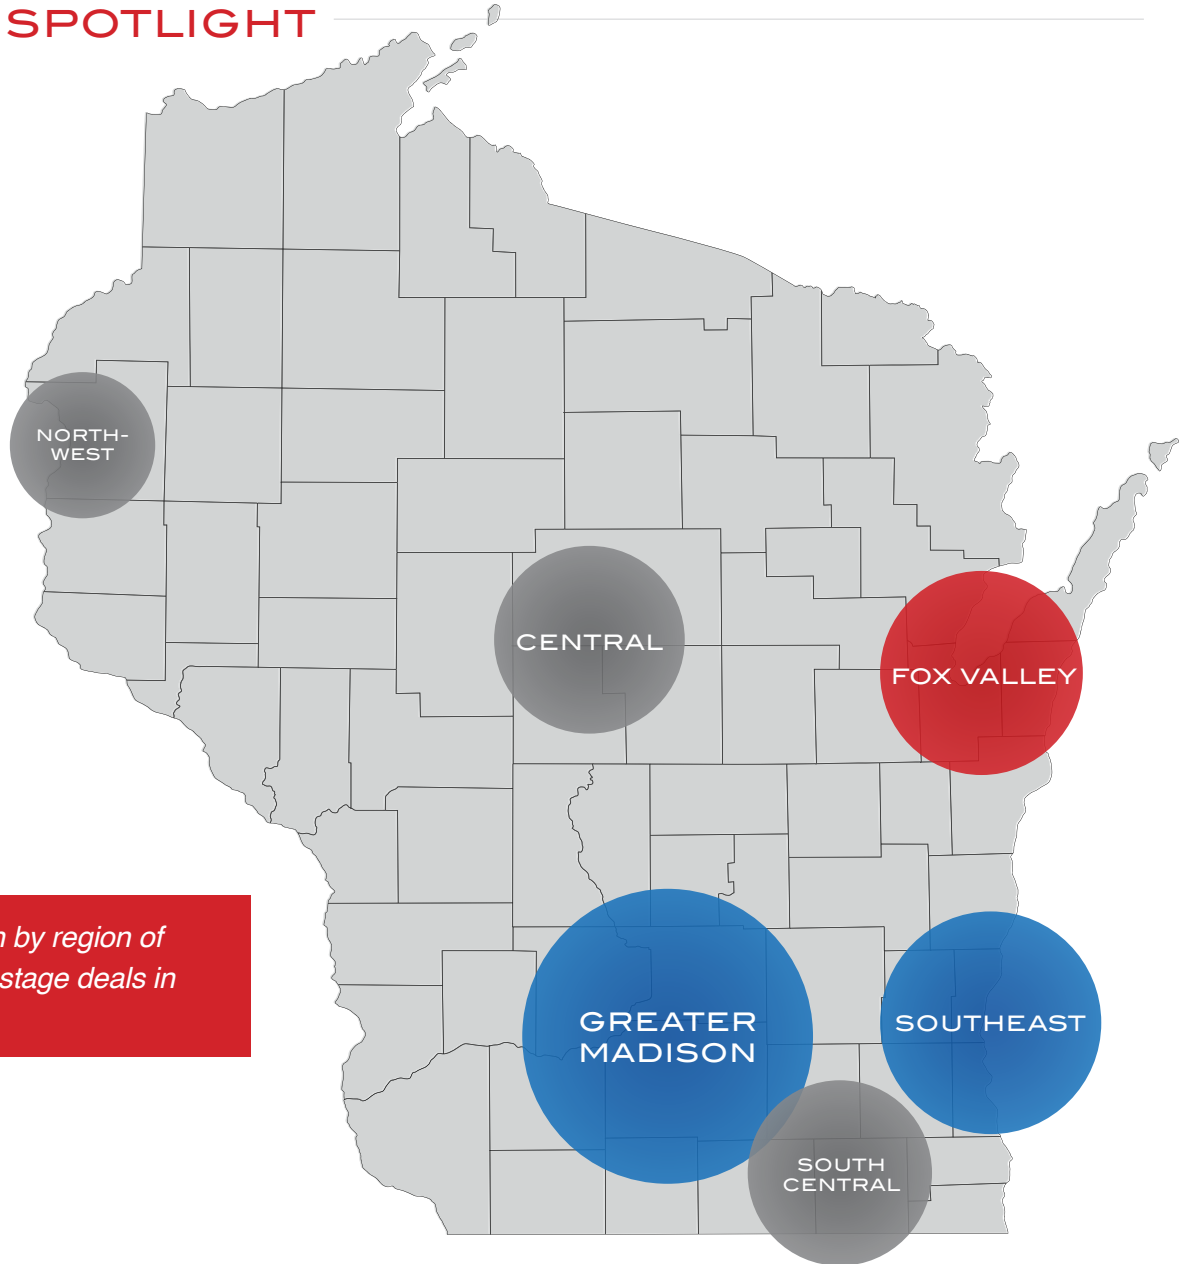 SPOTLIGHT
NORTH-
WEST
CENTRAL
FOX VALLEY
by region of
stage deals in
GREATER
MADISON
SOUTHEAST
SOUTH
CENTRAL